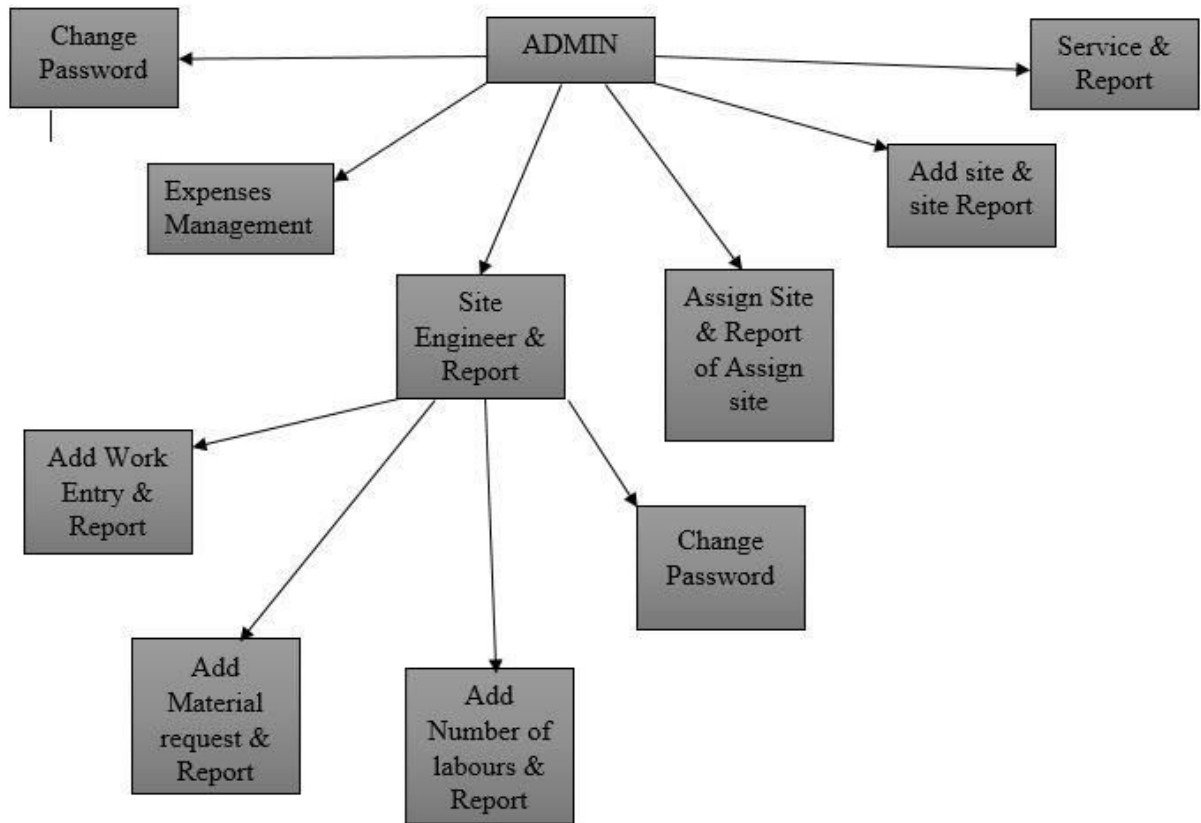 Change
Password
ADMIN
Service &
Report
Expenses
Management
Add site &
site Report
Site
Engineer &
Report
Assign Site
& Report
of Assign
site
Add Work
Entry &
Report
Change
Password
Add
Material
request &
Report
Add
Number of
labours &
Report